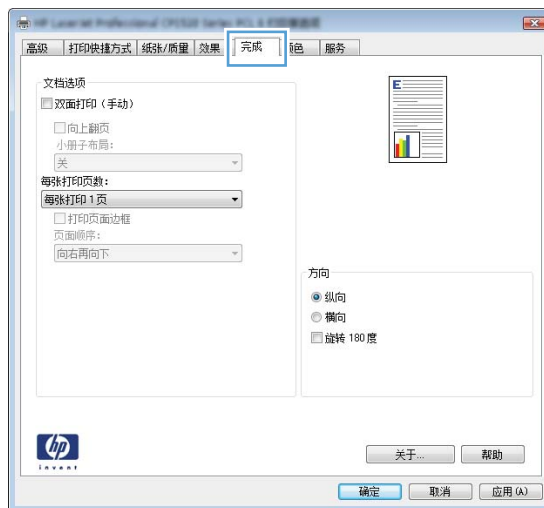 高级 打印快捷方式 纸张/质量 效果 完成 颜色 服务
文档选项
双面打印（手动）
向上翻页
小册子布局：
关
每张打印页数：
每张打印 1 页
打印页面边框
页面顺序：
向右再向下
E
方向
纵向
横向
旋转 180 度
hp
invent
关于... 帮助
确定 取消 应用 (A)